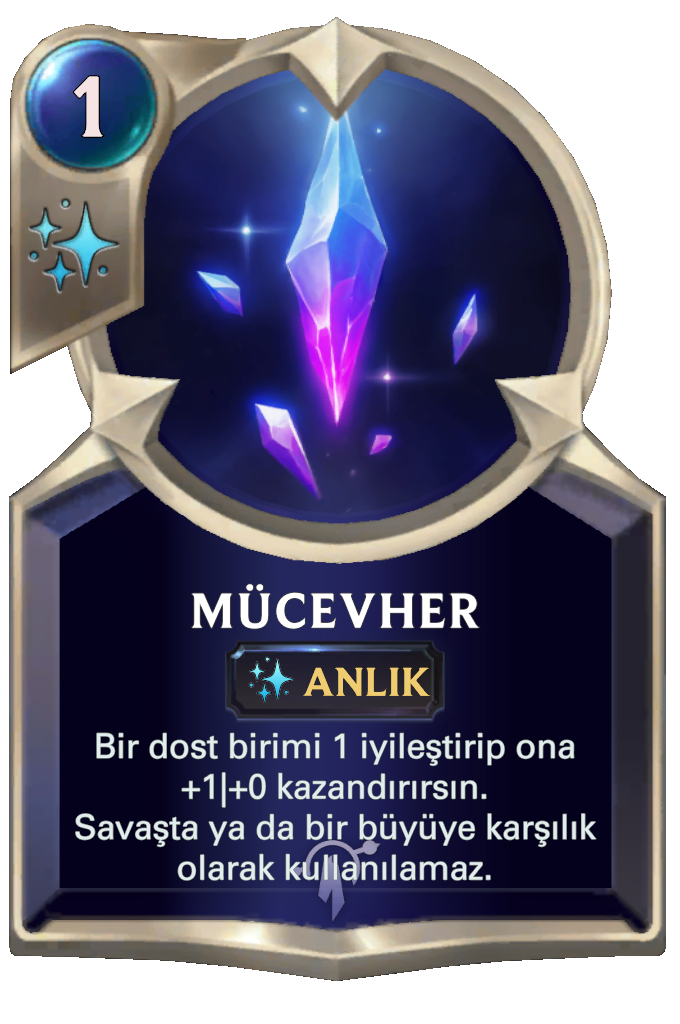 1
MÜCEVHER
ANLIK
Bir dost birimi 1 iyileştirip ona
+1|+0 kazandırırsın.
Savaşta ya da bir büyüye karşılık
olarak kullanılamaz.